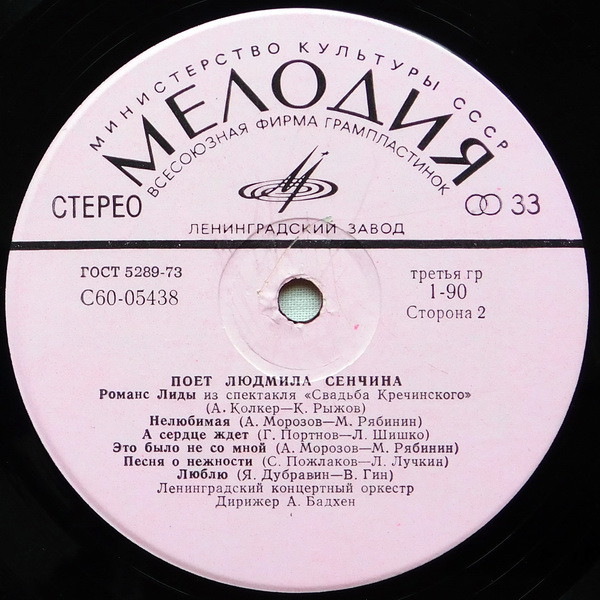 МИНИСТЕРСТВО КУЛЬТУРЫ СССР
МЕЛОДИЯ
ВСЕСОЮЗНАЯ ФИРМА ГРАМПЛАСТИНОК
СТЕРЕО
33
ЛЕНИНГРАДСКИЙ ЗАВОД
ГОСТ 5289-73
С60-05438
третья гр
1-90
Сторона 2
ПОЕТ ЛЮДМИЛА СЕНЧИНА
Романс Лиды из спектакля «Свадьба Кречинского»
(А. Колкер—К. Рыжов)
Нелюбимая (А. Морозов—М. Рябинин)
А сердце ждет (Г. Портнов—Л. Шишко)
Это было не со мной (А. Морозов—М. Рябинин)
Песня о нежности (С. Пожлаков—Л. Лучкин)
Люблю (Я. Дубравин—В. Гин)
Ленинградский концертный оркестр
Дирижер А. Бадхен